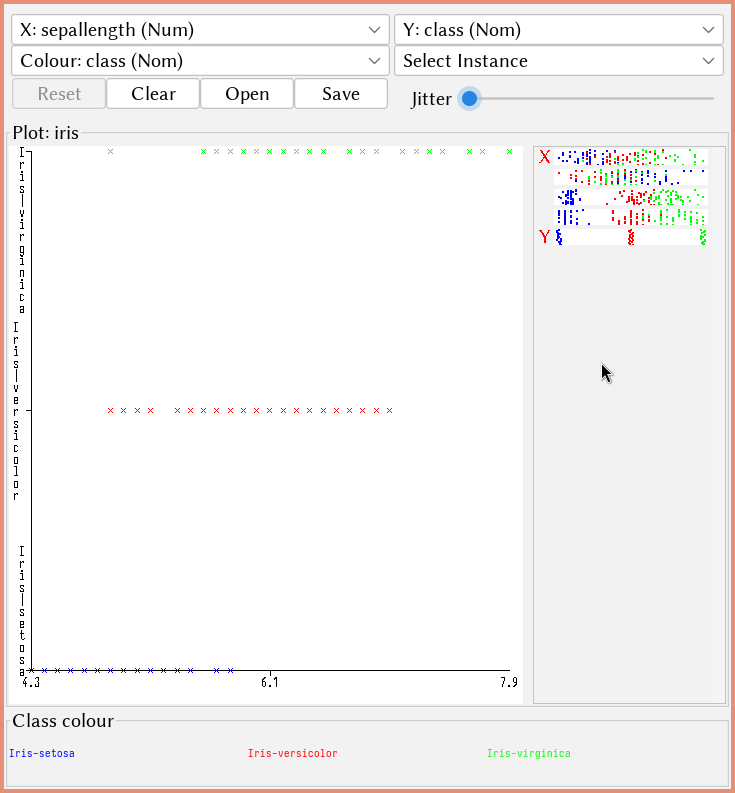 X: sepallength (Num)
Y: class (Nom)
Colour: class (Nom)
Select Instance
Reset
Clear
Open
Save
Jitter
Plot: iris
Iris|virginica
Iris|versicolor
Iris|setosa
4.3
6.1
7.9
X
Y
Class colour
Iris-setosa
Iris-versicolor
Iris-virginica